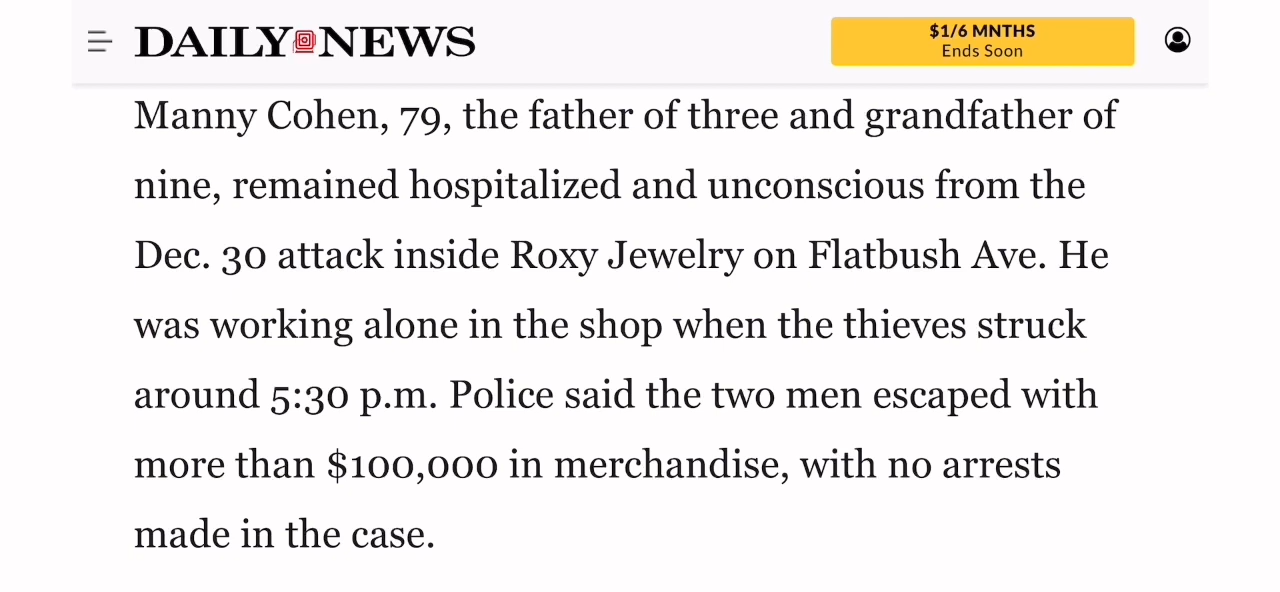 DAILY NEWS
$1/6 MNTHS
Ends Soon
Manny Cohen, 79, the father of three and grandfather of
nine, remained hospitalized and unconscious from the
Dec. 30 attack inside Roxy Jewelry on Flatbush Ave. He
was working alone in the shop when the thieves struck
around 5:30 p.m. Police said the two men escaped with
more than $100,000 in merchandise, with no arrests
made in the case.